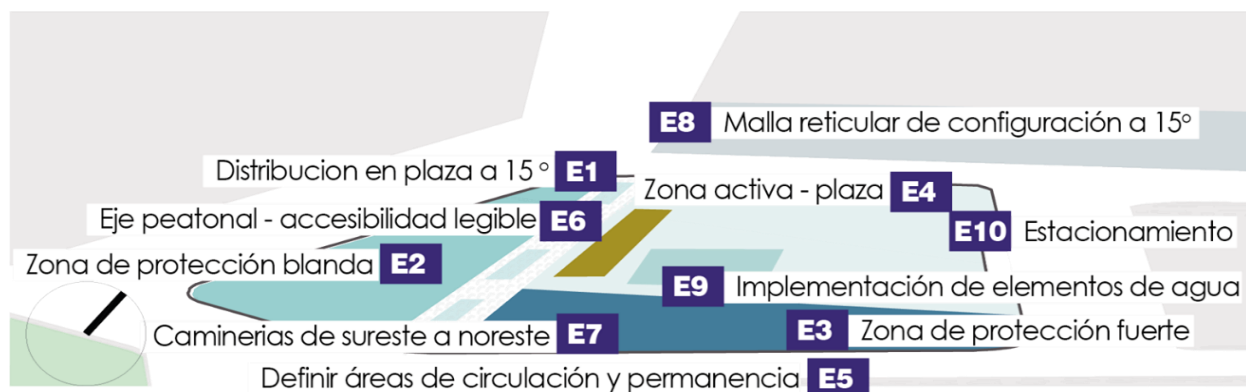 E8 Malla reticular de configuración a 15°
Distribucion en plaza a 15° E1
Zona activa - plaza E4
Eje peatonal - accesibilidad legible E6
E10 Estacionamiento
Zona de protección blanda E2
E9 Implementación de elementos de agua
Caminerias de sureste a noreste E7
E3 Zona de protección fuerte
Definir áreas de circulación y permanencia E5